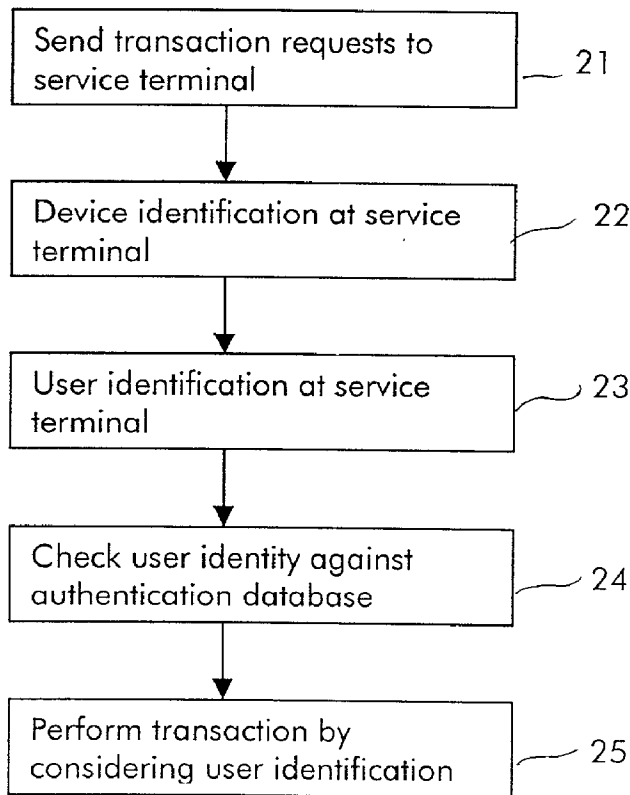 Send transaction requests to
service terminal
21
Device identification at service
terminal
22
User identification at service
terminal
23
Check user identity against
authentication database
24
Perform transaction by
considering user identification
25